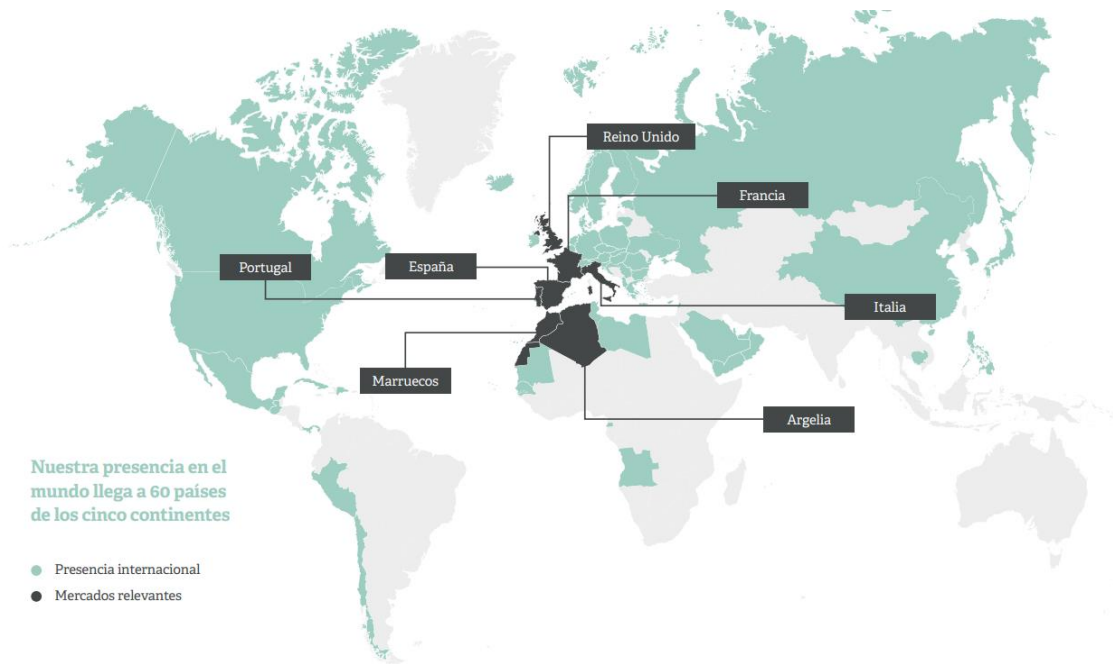 Reino Unido
Francia
Portugal
España
Italia
Marruecos
Argelia
Nuestra presencia en el
mundo llega a 60 países
de los cinco continentes
Presencia internacional
Mercados relevantes